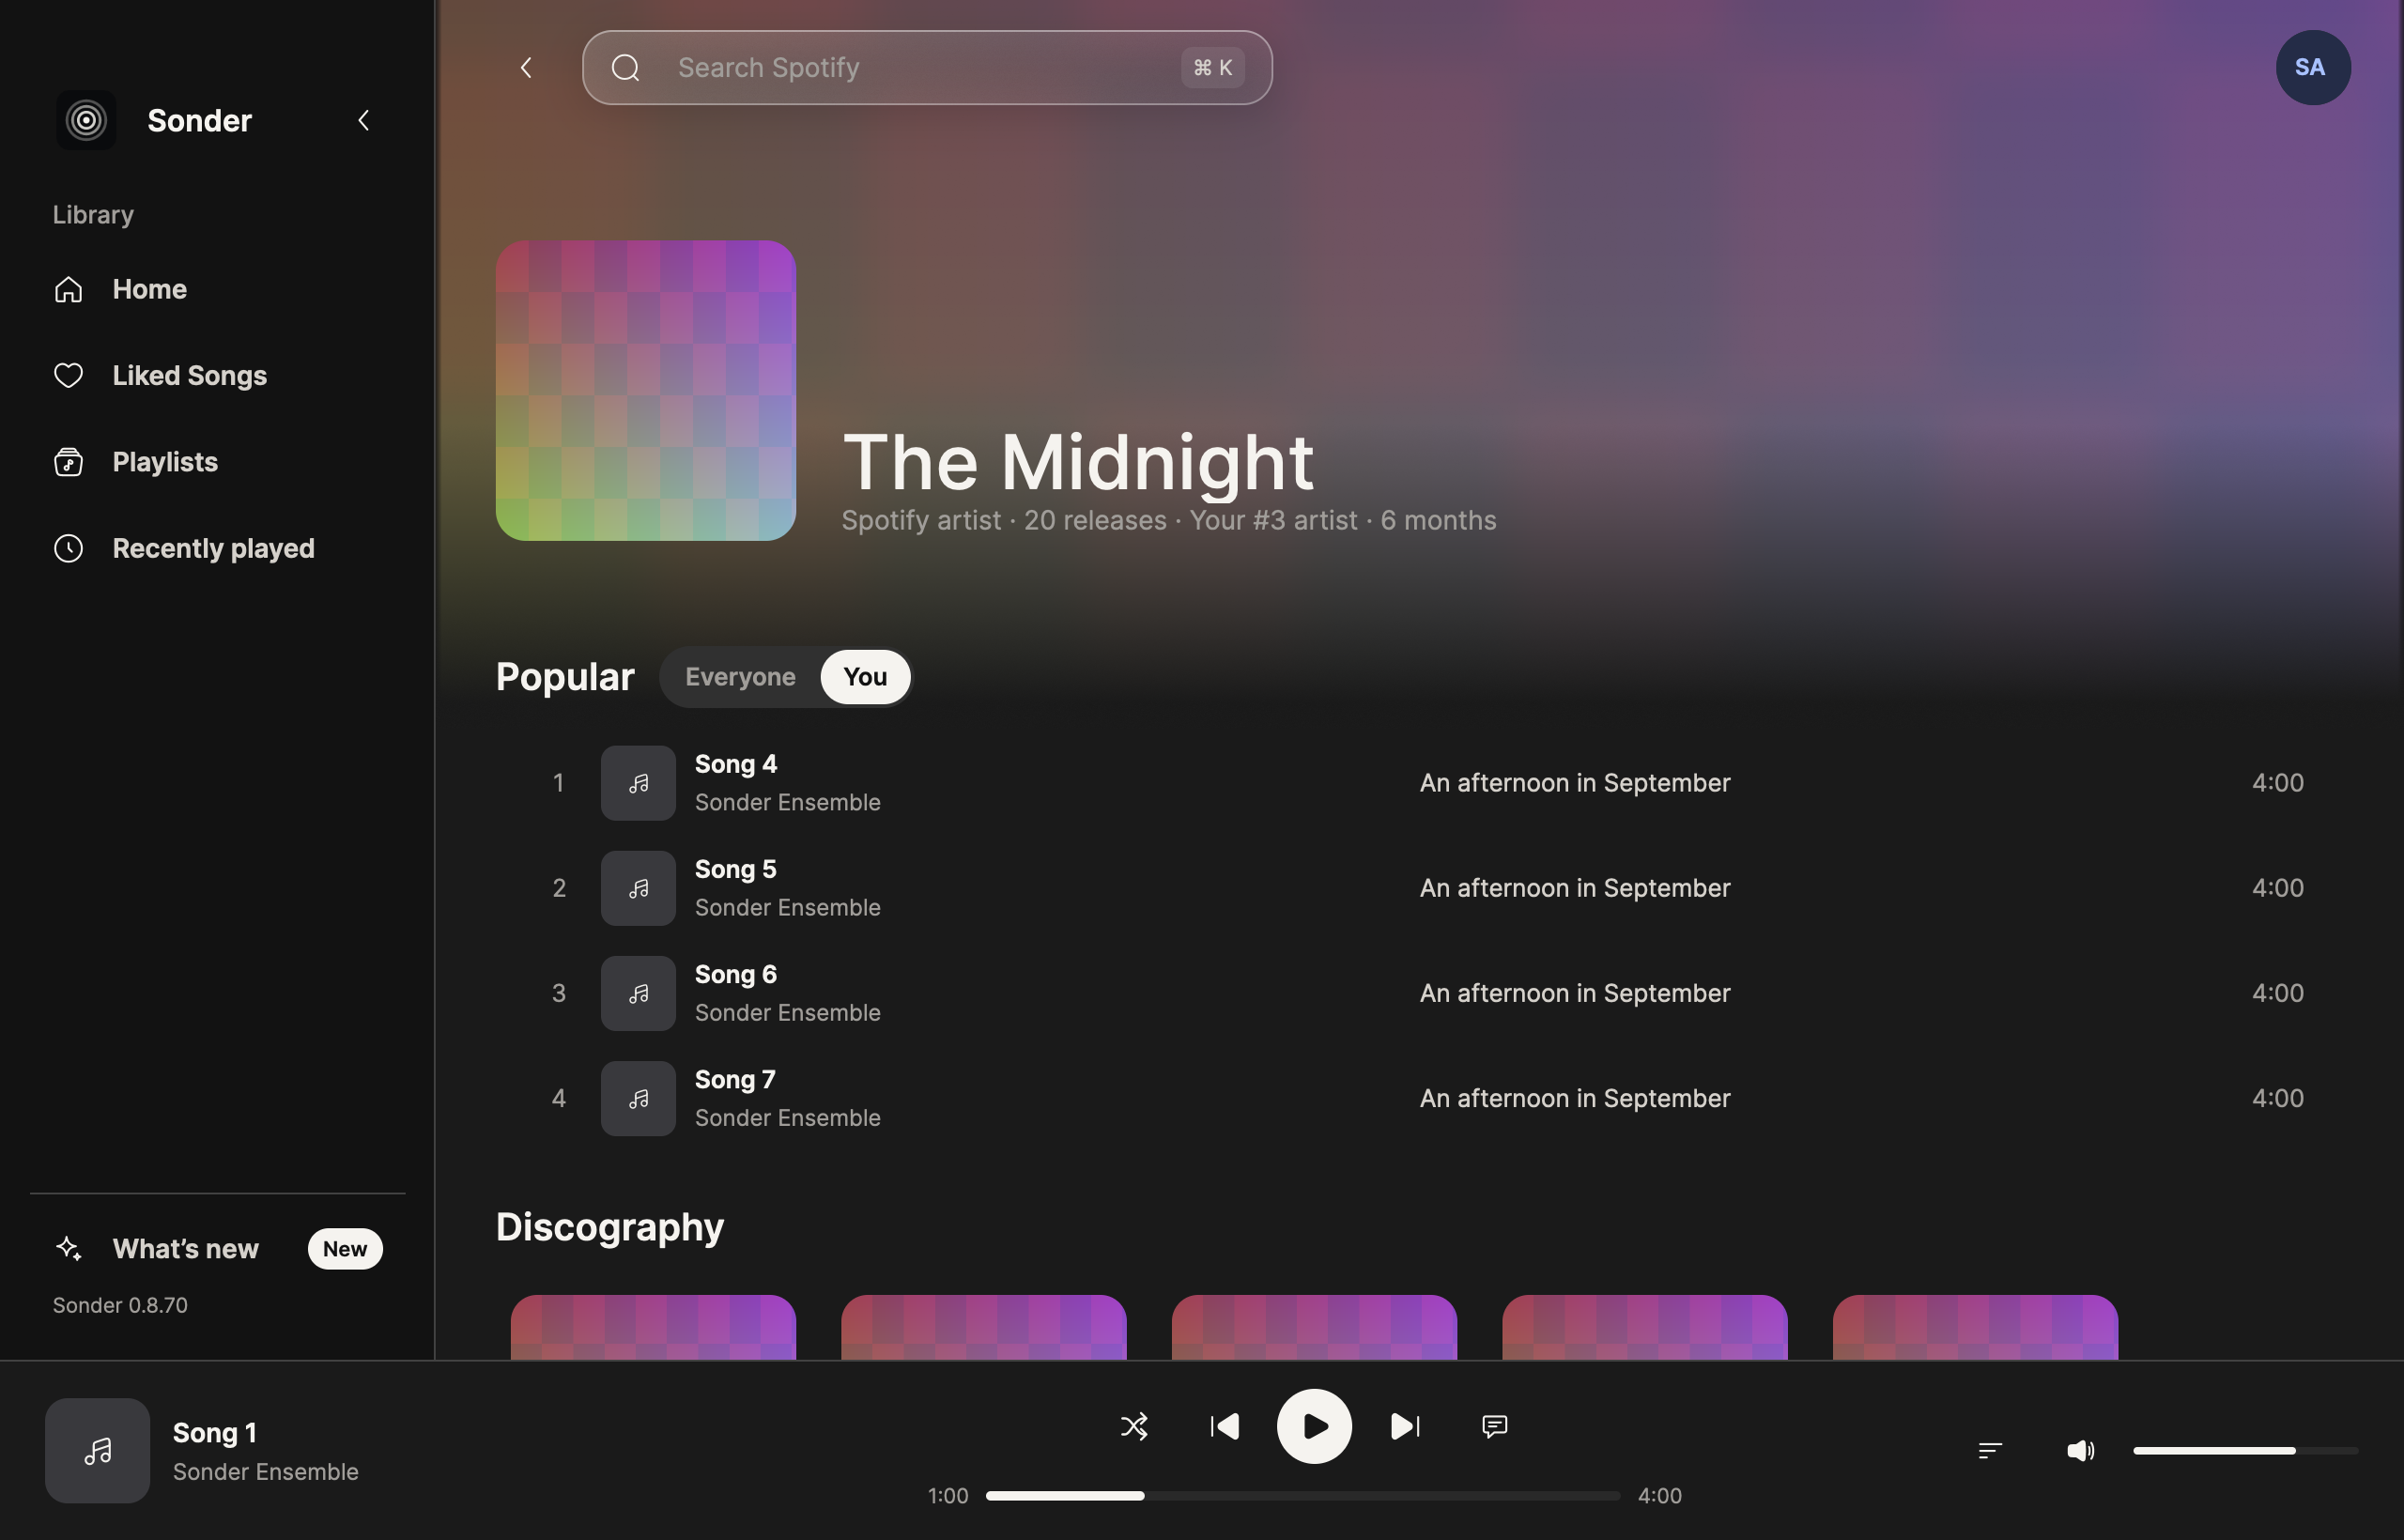 Sonder
Library
Home
Liked Songs
Playlists
Recently played
What’s new
New
Sonder 0.8.70
Search Spotify
⌘ K
SA
The Midnight
Spotify artist · 20 releases · Your #3 artist · 6 months
Popular
Everyone
You
1
Song 4
Sonder Ensemble
An afternoon in September
4:00
2
Song 5
Sonder Ensemble
An afternoon in September
4:00
3
Song 6
Sonder Ensemble
An afternoon in September
4:00
4
Song 7
Sonder Ensemble
An afternoon in September
4:00
Discography
Song 1
Sonder Ensemble
1:00
4:00